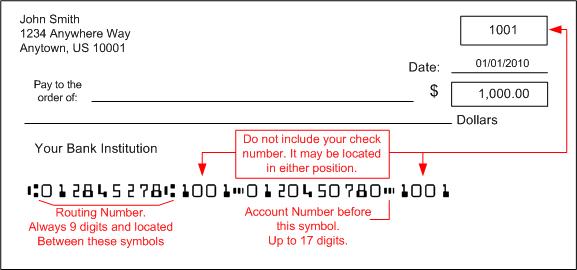 John Smith
1234 Anywhere Way
Anytown, US 10001
1001
Date: 01/01/2010
Pay to the
order of:
$ 1,000.00
Dollars
Your Bank Institution
Do not include your check
number. It may be located
in either position.
⑆012845278⑆1001⑈0120450780⑈1001
Routing Number.
Always 9 digits and located
Between these symbols
Account Number before
this symbol.
Up to 17 digits.